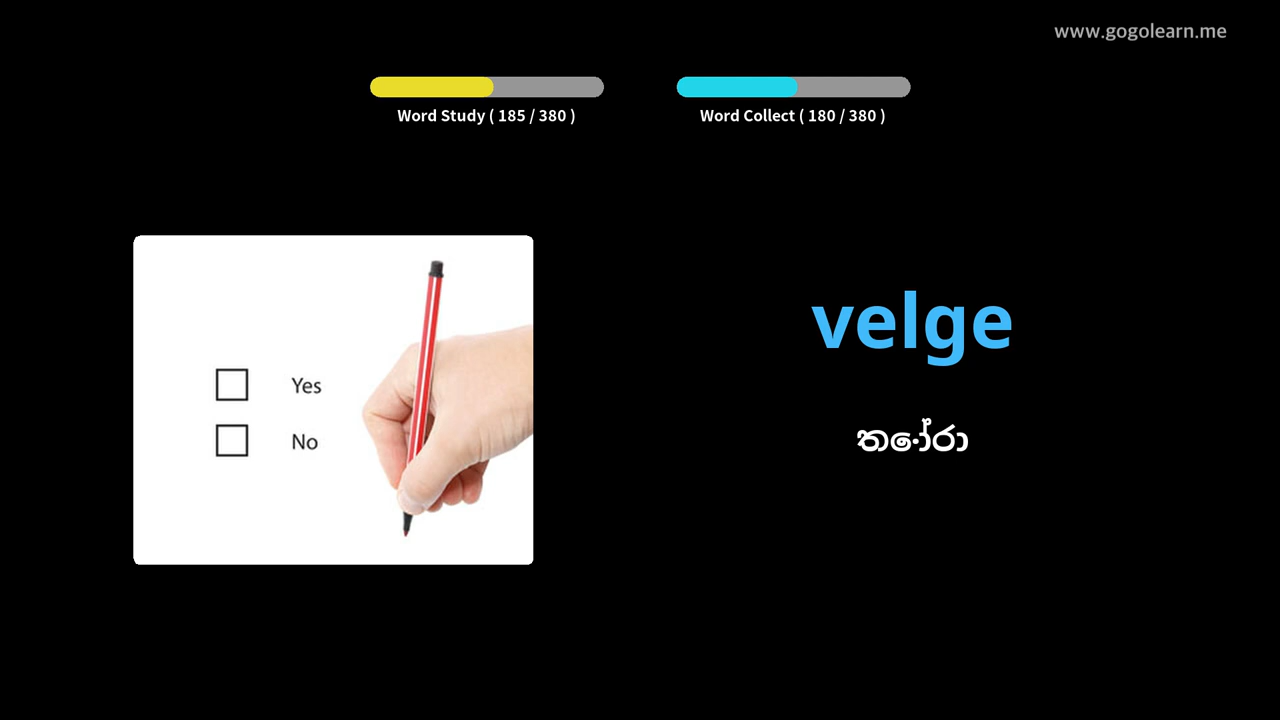 www.gogolearn.me
Word Study ( 185 / 380 )
Word Collect ( 180 / 380 )
Yes
No
velge
තෝරා